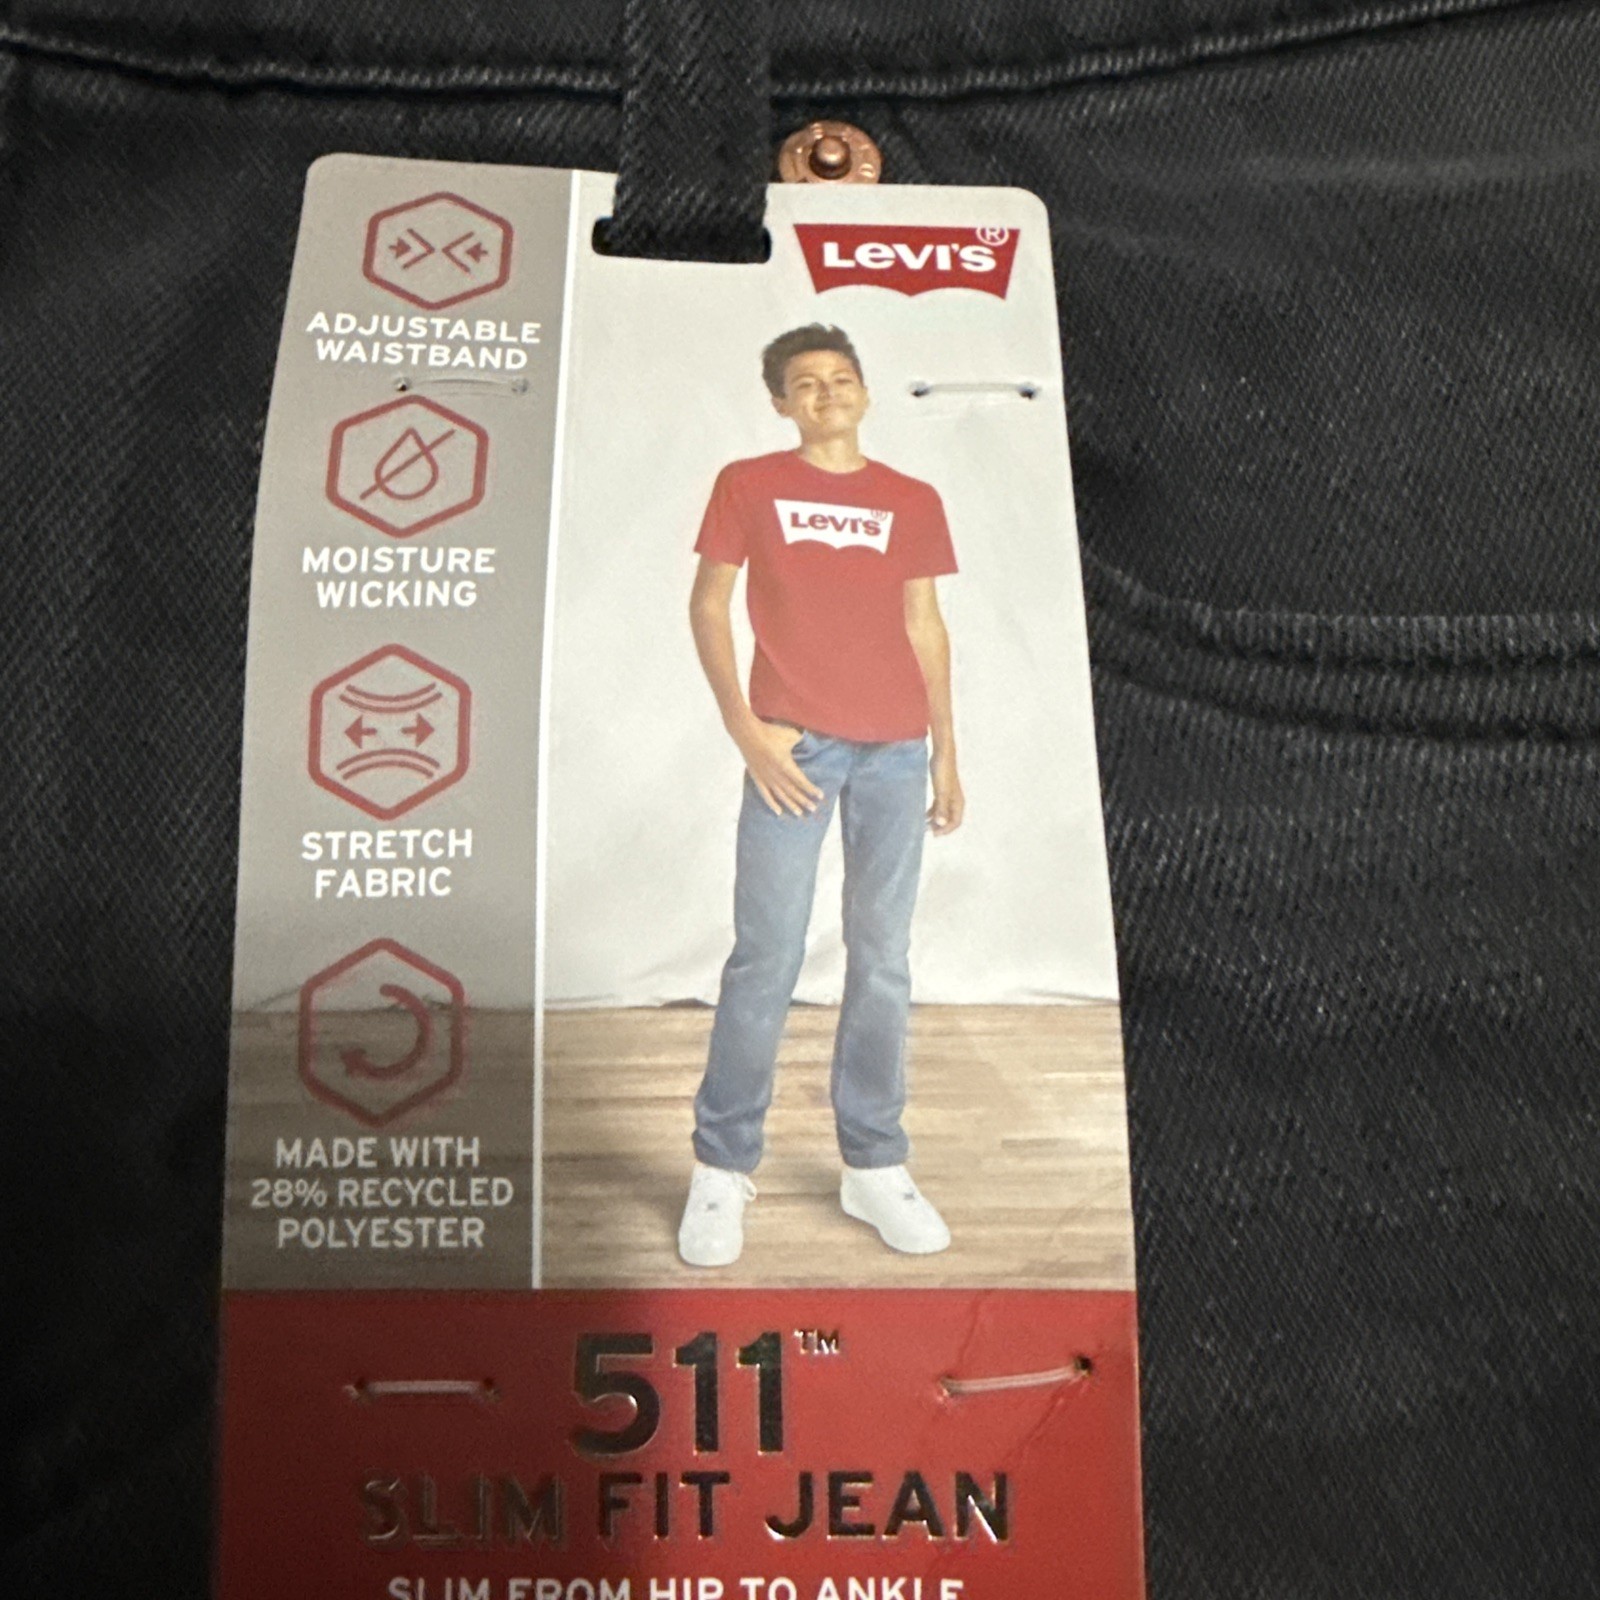 Levi's®
ADJUSTABLE
WAISTBAND
MOISTURE
WICKING
STRETCH
FABRIC
MADE WITH
28% RECYCLED
POLYESTER
Levi's®
511™
SLIM FIT JEAN
SLIM FROM HIP TO ANKLE